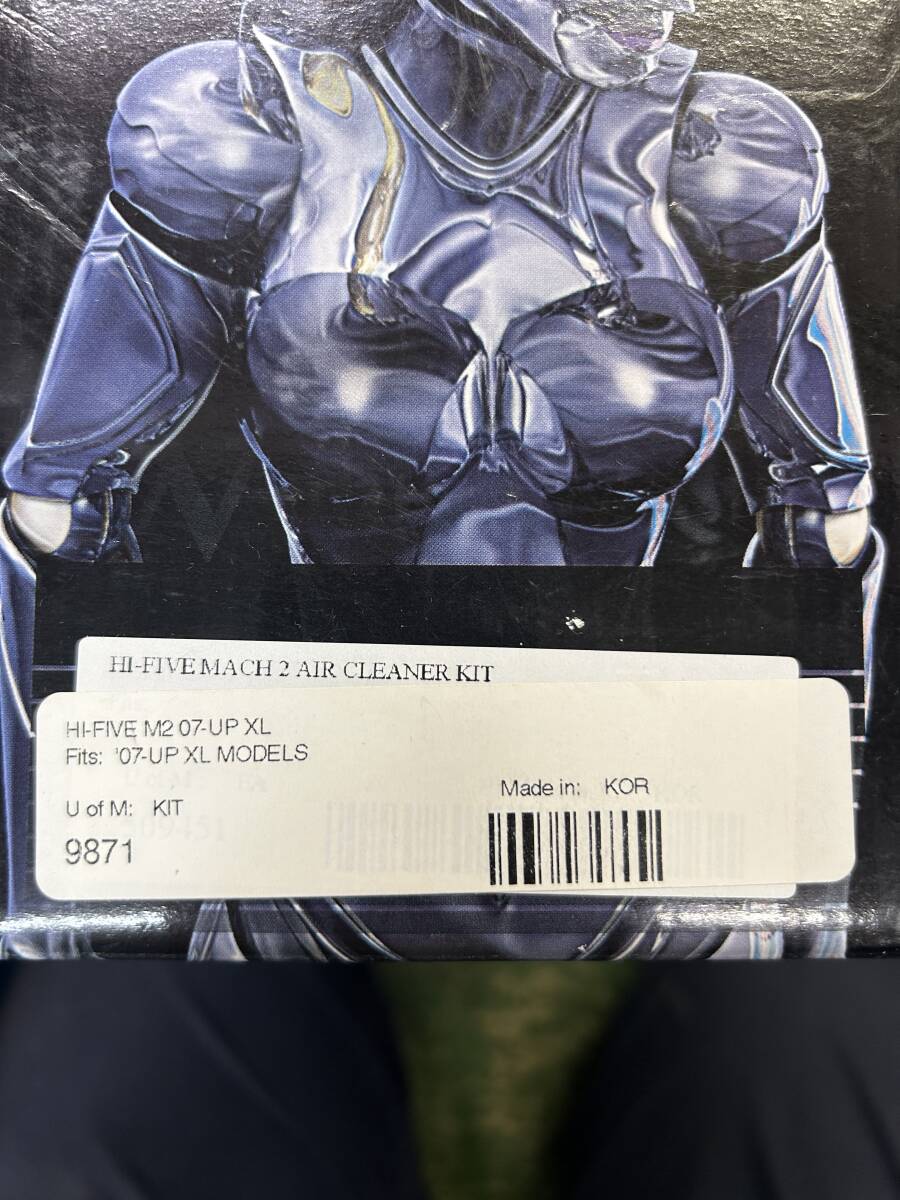 HI-FIVE MACH 2 AIR CLEANER KIT
HI-FIVE M2 07-UP XL
Fits: '07-UP XL MODELS
Made in: KOR
U of M: KIT
9871